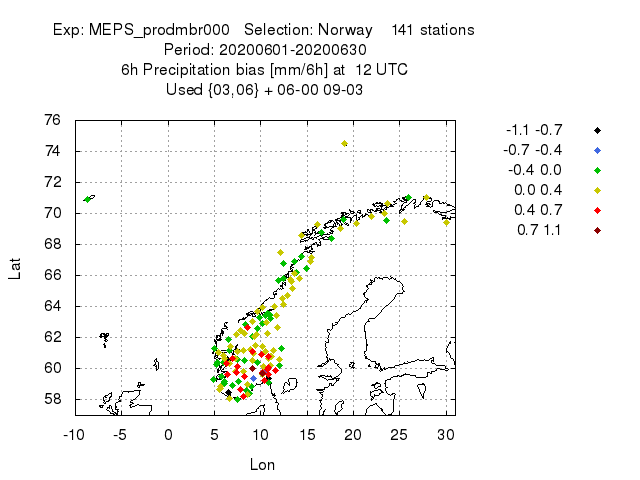 Exp: MEPS_prodmbr000   Selection: Norway    141 stations
Period: 20200601-20200630
6h Precipitation bias [mm/6h] at  12 UTC
Used {03,06} + 06-00 09-03
-1.1 -0.7
-0.7 -0.4
-0.4 0.0
0.0 0.4
0.4 0.7
0.7 1.1
76
74
72
70
68
66
64
62
60
58
Lat
-10 -5 0 5 10 15 20 25 30
Lon